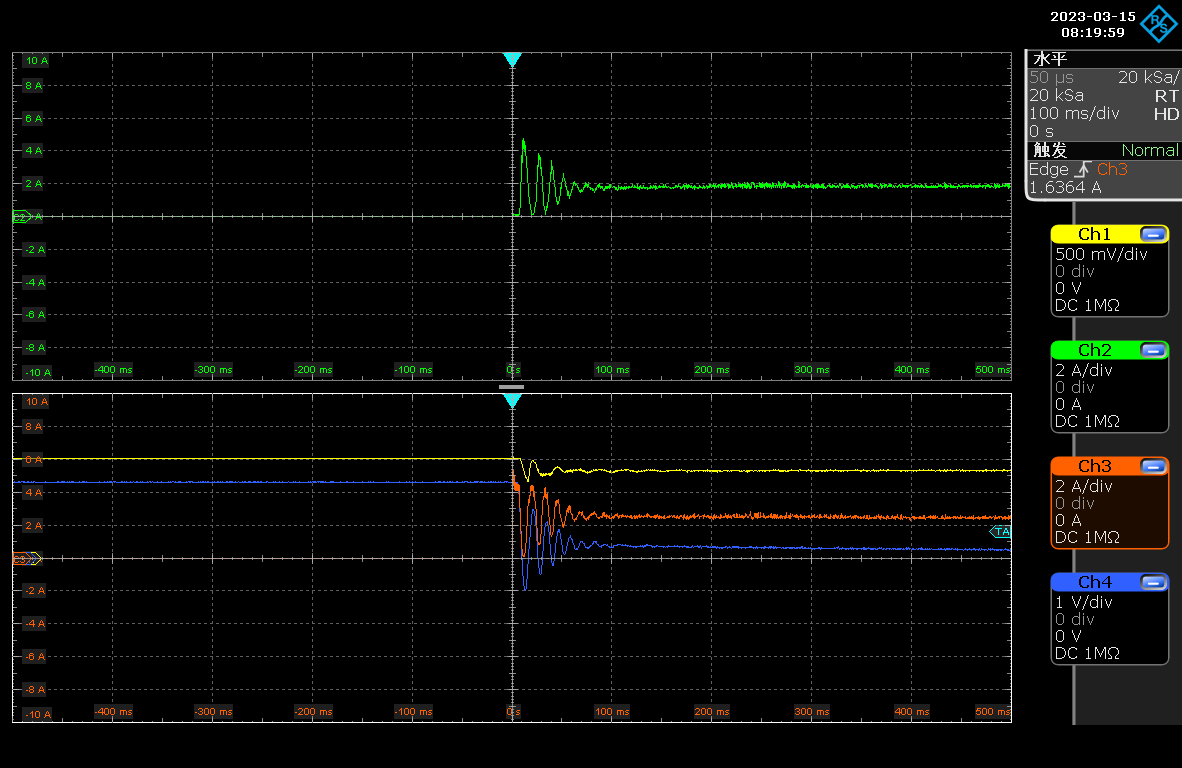 2023-03-15
08:19:59
R&S
水平
50 µs 20 kSa/
20 kSa RT
100 ms/div HD
0 s
触发 Normal
Edge Ch3
1.6364 A
Ch1
500 mV/div
0 div
0 V
DC 1MΩ
Ch2
2 A/div
0 div
0 A
DC 1MΩ
Ch3
2 A/div
0 div
0 A
DC 1MΩ
Ch4
1 V/div
0 div
0 V
DC 1MΩ
10 A
8 A
6 A
4 A
2 A
C2 A
-2 A
-4 A
-6 A
-8 A
-10 A
-400 ms -300 ms -200 ms -100 ms 0 s 100 ms 200 ms 300 ms 400 ms 500 ms
10 A
8 A
6 A
4 A
2 A
TA
C3
-2 A
-4 A
-6 A
-8 A
-10 A
-400 ms -300 ms -200 ms -100 ms 0 s 100 ms 200 ms 300 ms 400 ms 500 ms